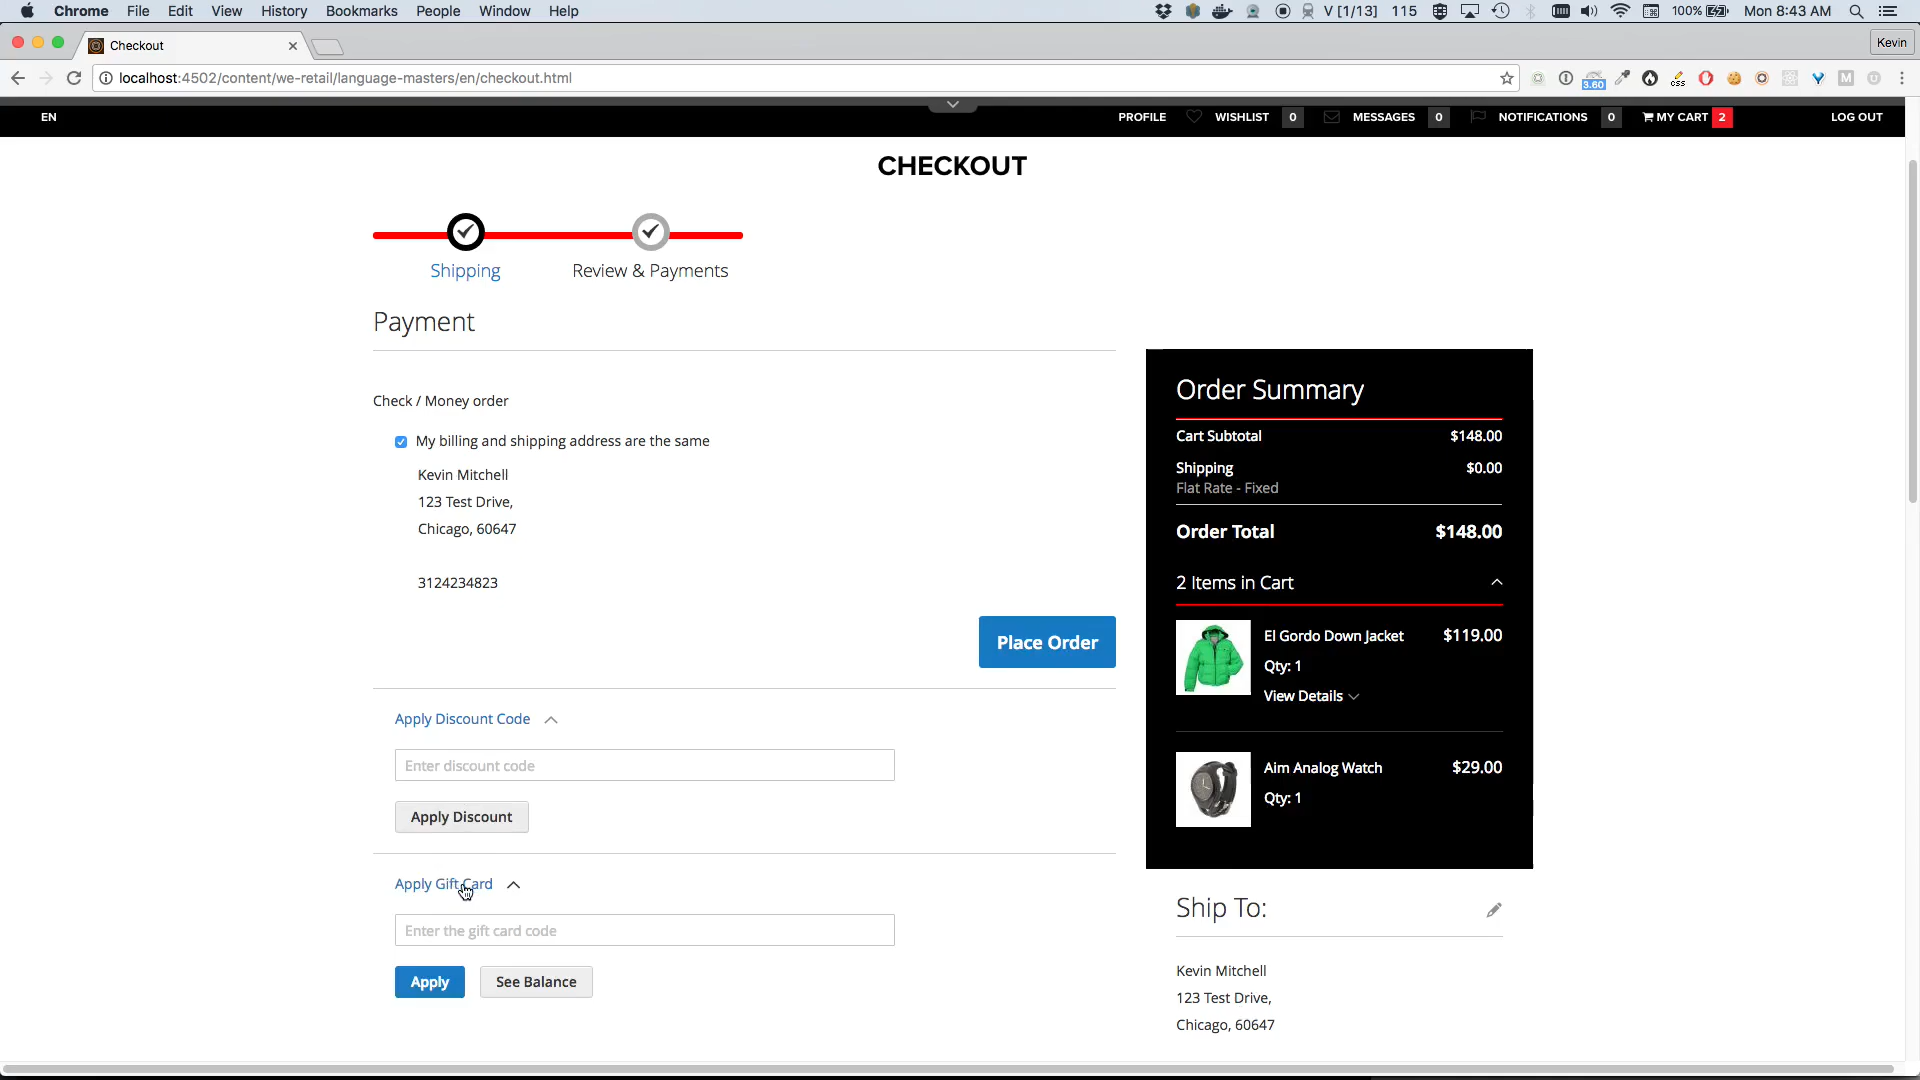 Chrome File Edit View History Bookmarks People Window Help V [1/13] 115 100% Mon 8:43 AM
Checkout Kevin
localhost:4502/content/we-retail/language-masters/en/checkout.html 3.60 css M
EN PROFILE WISHLIST 0 MESSAGES 0 NOTIFICATIONS 0 MY CART 2 LOG OUT
CHECKOUT
Shipping Review & Payments
Payment
Check / Money order
My billing and shipping address are the same
Kevin Mitchell
123 Test Drive,
Chicago, 60647
3124234823
Place Order
Apply Discount Code
Enter discount code
Apply Discount
Apply Gift Card
Enter the gift card code
Apply See Balance
Order Summary
Cart Subtotal $148.00
Shipping $0.00
Flat Rate - Fixed
Order Total $148.00
2 Items in Cart
El Gordo Down Jacket $119.00
Qty: 1
View Details
Aim Analog Watch $29.00
Qty: 1
Ship To:
Kevin Mitchell
123 Test Drive,
Chicago, 60647